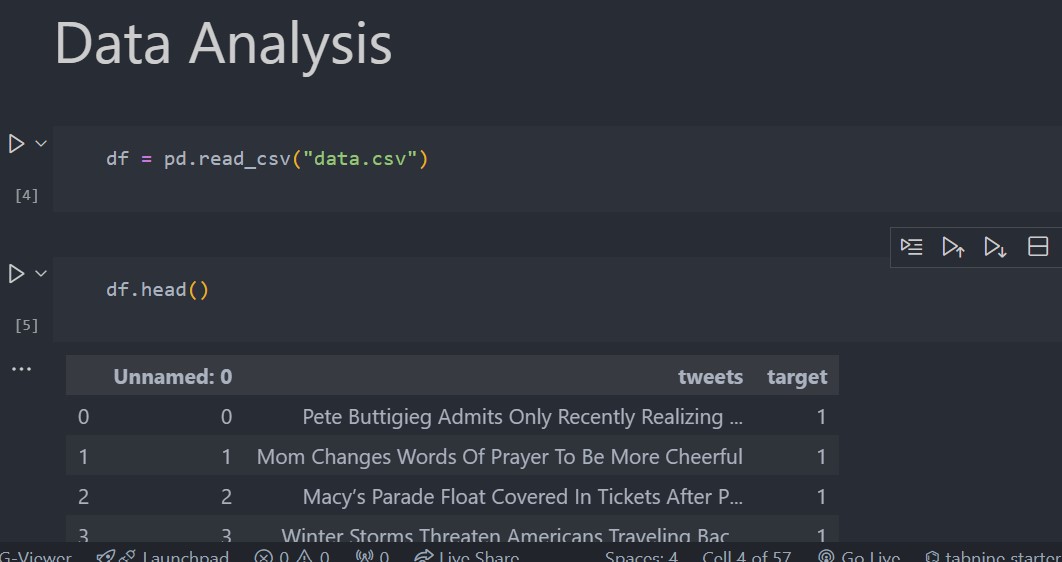 Data Analysis
df = pd.read_csv("data.csv")
[4]
df.head()
[5]
...
Unnamed: 0 tweets target
0 0 Pete Buttigieg Admits Only Recently Realizing ... 1
1 1 Mom Changes Words Of Prayer To Be More Cheerful 1
2 2 Macy’s Parade Float Covered In Tickets After P... 1
3 3 Winter Storms Threaten Americans Traveling Bac... 1
G-Viewer Launchpad 0 0 0 Live Share Spaces: 4 Cell 4 of 57 Go Live tabnine starter